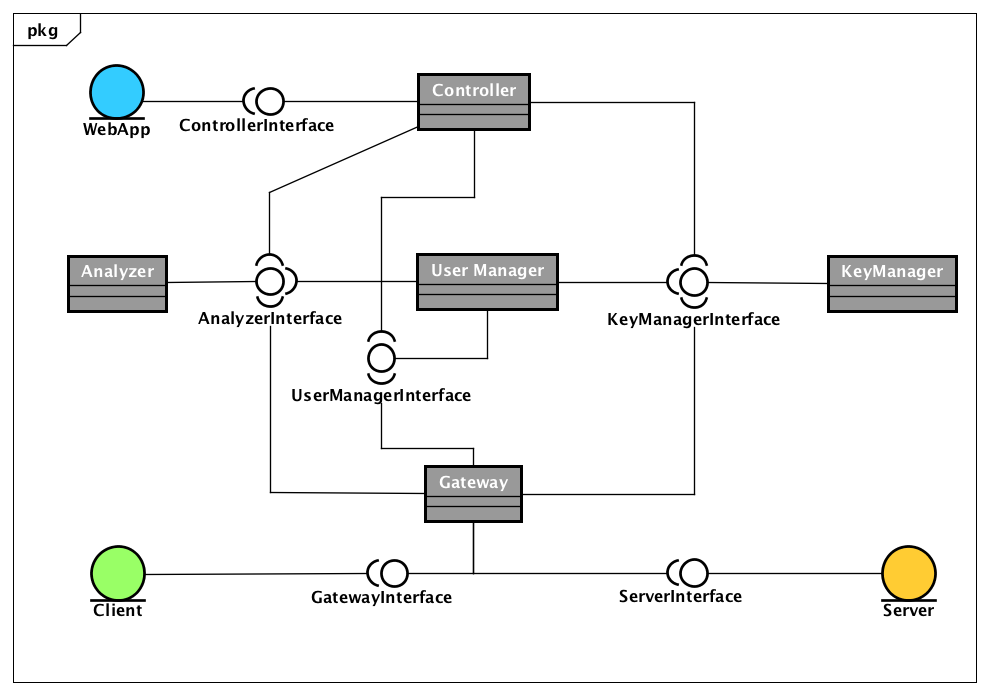 pkg
Controller
WebApp
ControllerInterface
Analyzer
User Manager
KeyManager
AnalyzerInterface
KeyManagerInterface
UserManagerInterface
Gateway
Client
GatewayInterface
ServerInterface
Server